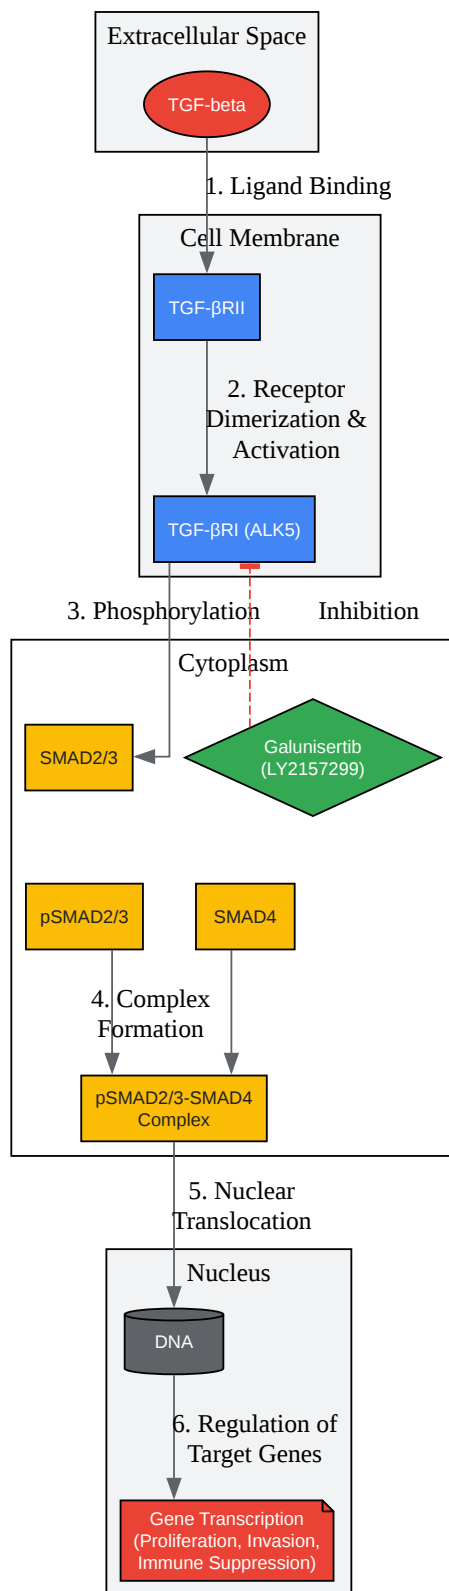 Extracellular Space
TGF-beta
1. Ligand Binding
Cell Membrane
TGF-βRII
2. Receptor
Dimerization &
Activation
TGF-βRI (ALK5)
3. Phosphorylation
Inhibition
Cytoplasm
SMAD2/3
Galunisertib
(LY2157299)
pSMAD2/3
SMAD4
4. Complex
Formation
pSMAD2/3-SMAD4
Complex
5. Nuclear
Translocation
Nucleus
DNA
6. Regulation of
Target Genes
Gene Transcription
(Proliferation, Invasion,
Immune Suppression)